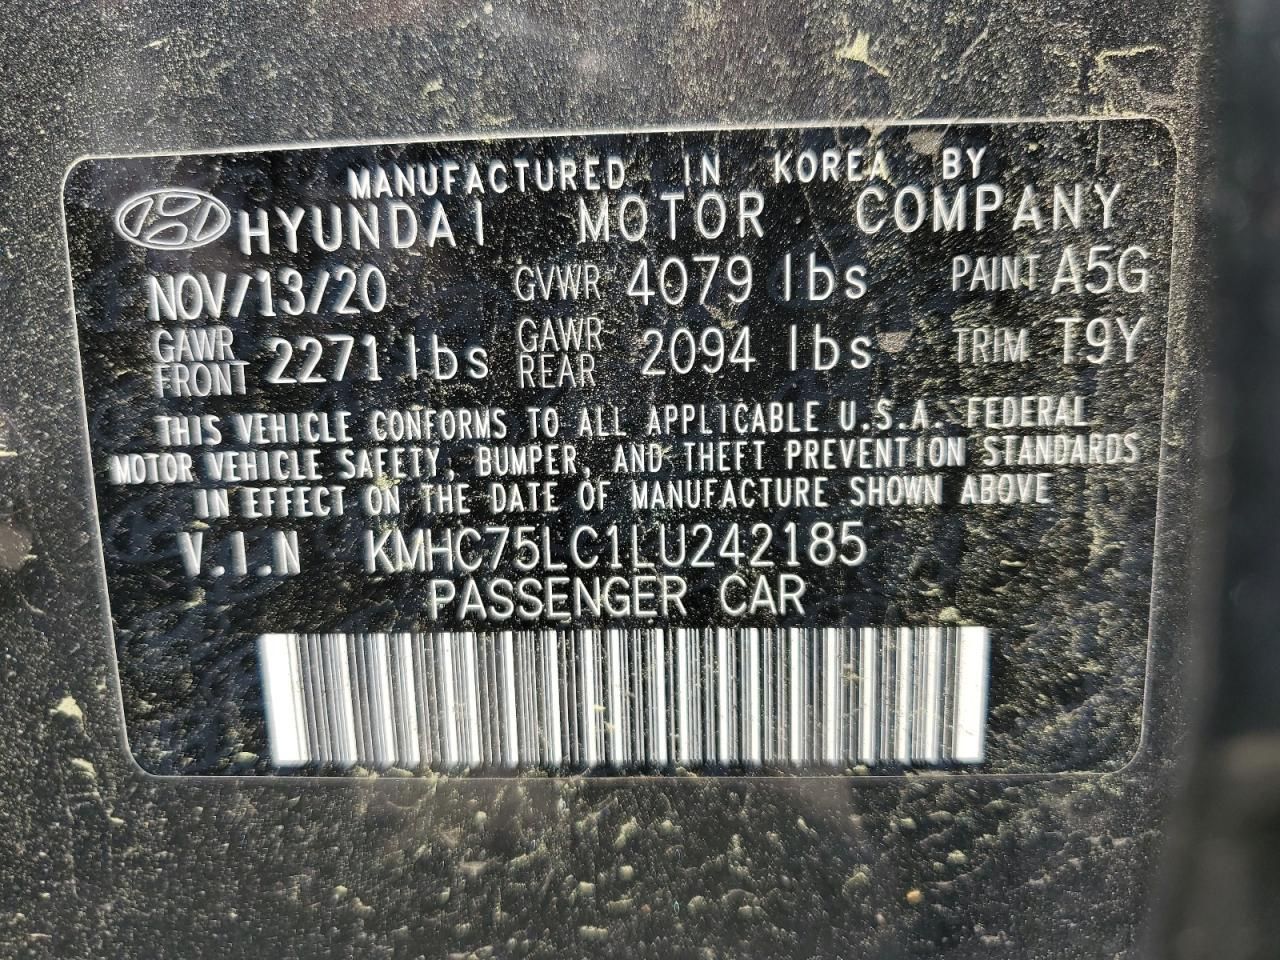 MANUFACTURED IN KOREA BY
HYUNDAI MOTOR COMPANY
NOV/13/20 GVWR 4079 lbs PAINT A5G
GAWR FRONT 2271 lbs GAWR REAR 2094 lbs TRIM T9Y
THIS VEHICLE CONFORMS TO ALL APPLICABLE U.S.A. FEDERAL
MOTOR VEHICLE SAFETY, BUMPER, AND THEFT PREVENTION STANDARDS
IN EFFECT ON THE DATE OF MANUFACTURE SHOWN ABOVE
V.I.N KMHC75LC1LU242185
PASSENGER CAR